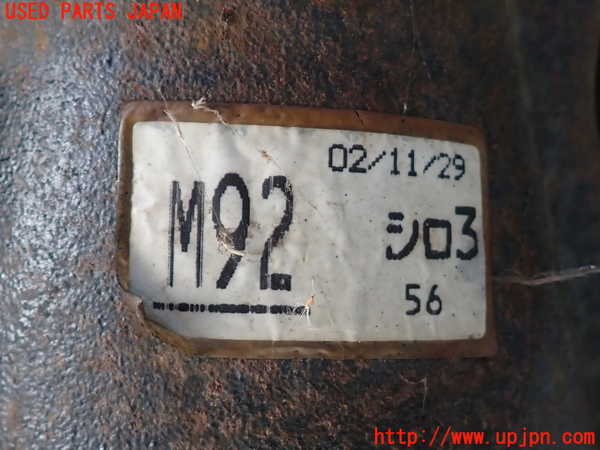 USED PARTS JAPAN
02/11/29
M92
シロ3
56
http://www.upjpn.com/